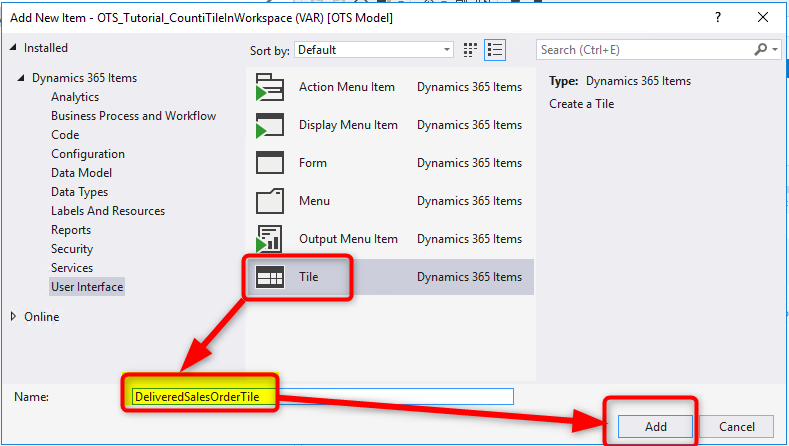 Add New Item - OTS_Tutorial_CountiTileInWorkspace (VAR) [OTS Model]
Installed
Sort by: Default
Search (Ctrl+E)
Dynamics 365 Items
Analytics
Business Process and Workflow
Code
Configuration
Data Model
Data Types
Labels And Resources
Reports
Security
Services
User Interface
Online
Action Menu Item Dynamics 365 Items
Display Menu Item Dynamics 365 Items
Form Dynamics 365 Items
Menu Dynamics 365 Items
Output Menu Item Dynamics 365 Items
Tile Dynamics 365 Items
Type: Dynamics 365 Items
Create a Tile
Name: DeliveredSalesOrderTile
Add Cancel